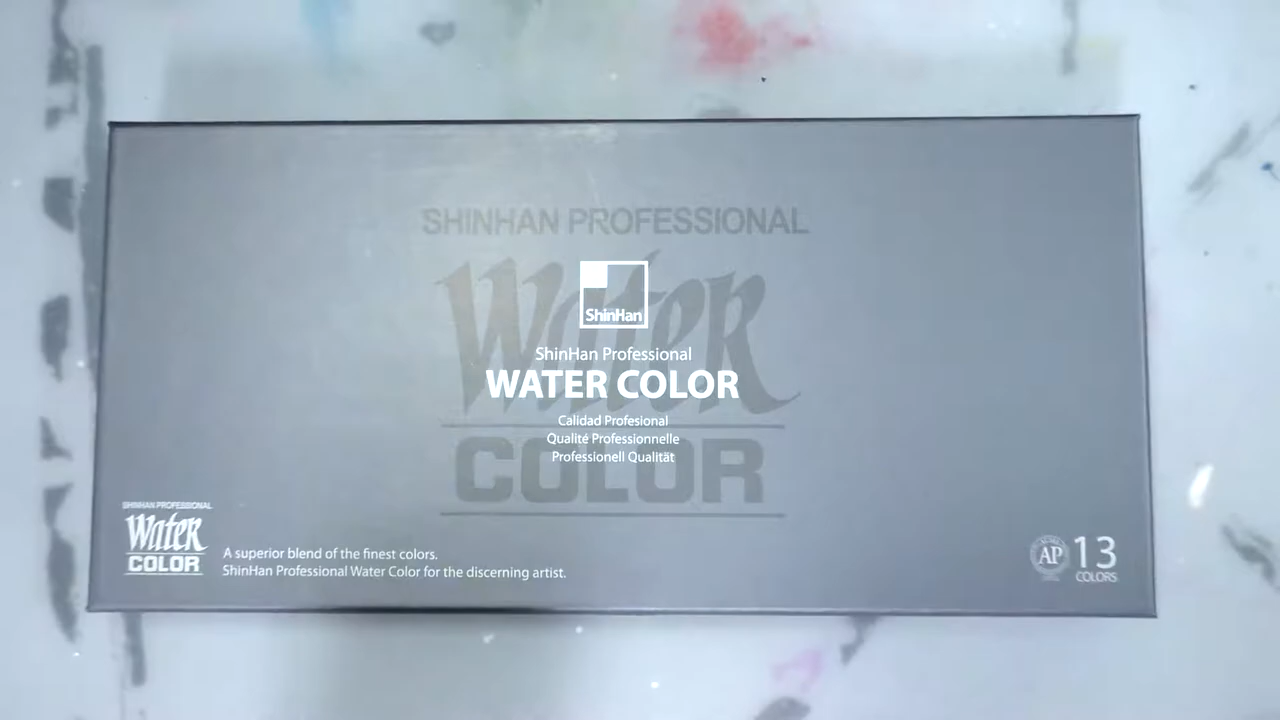 SHINHAN PROFESSIONAL
Water
COLOR
ShinHan
ShinHan Professional
WATER COLOR
Calidad Profesional
Qualité Professionnelle
Professionell Qualität
SHINHAN PROFESSIONAL
Water
COLOR
A superior blend of the finest colors.
ShinHan Professional Water Color for the discerning artist.
AP
13
COLORS